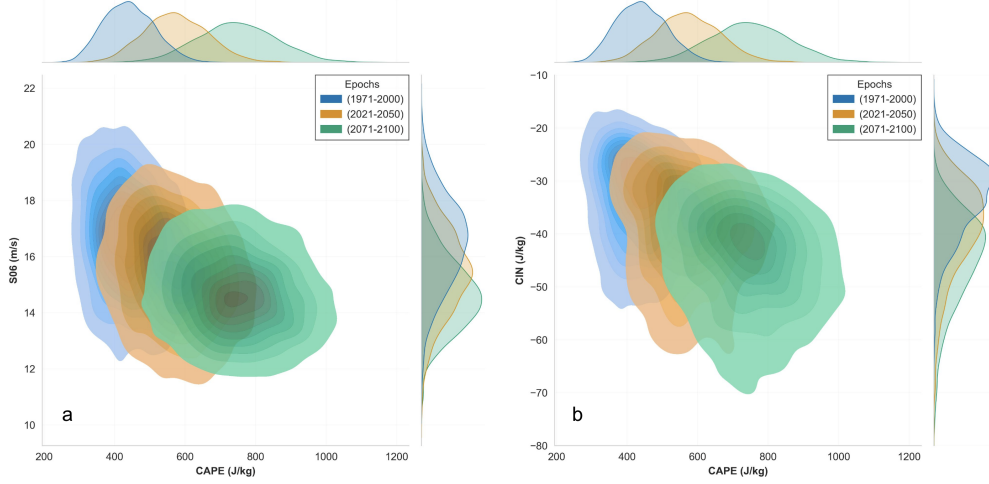 Epochs
(1971-2000)
(2021-2050)
(2071-2100)
22
20
18
16
14
12
10
S06 (m/s)
a
200 400 600 800 1000 1200
CAPE (J/kg)
Epochs
(1971-2000)
(2021-2050)
(2071-2100)
−10
−20
−30
−40
−50
−60
−70
−80
CIN (J/kg)
b
200 400 600 800 1000 1200
CAPE (J/kg)